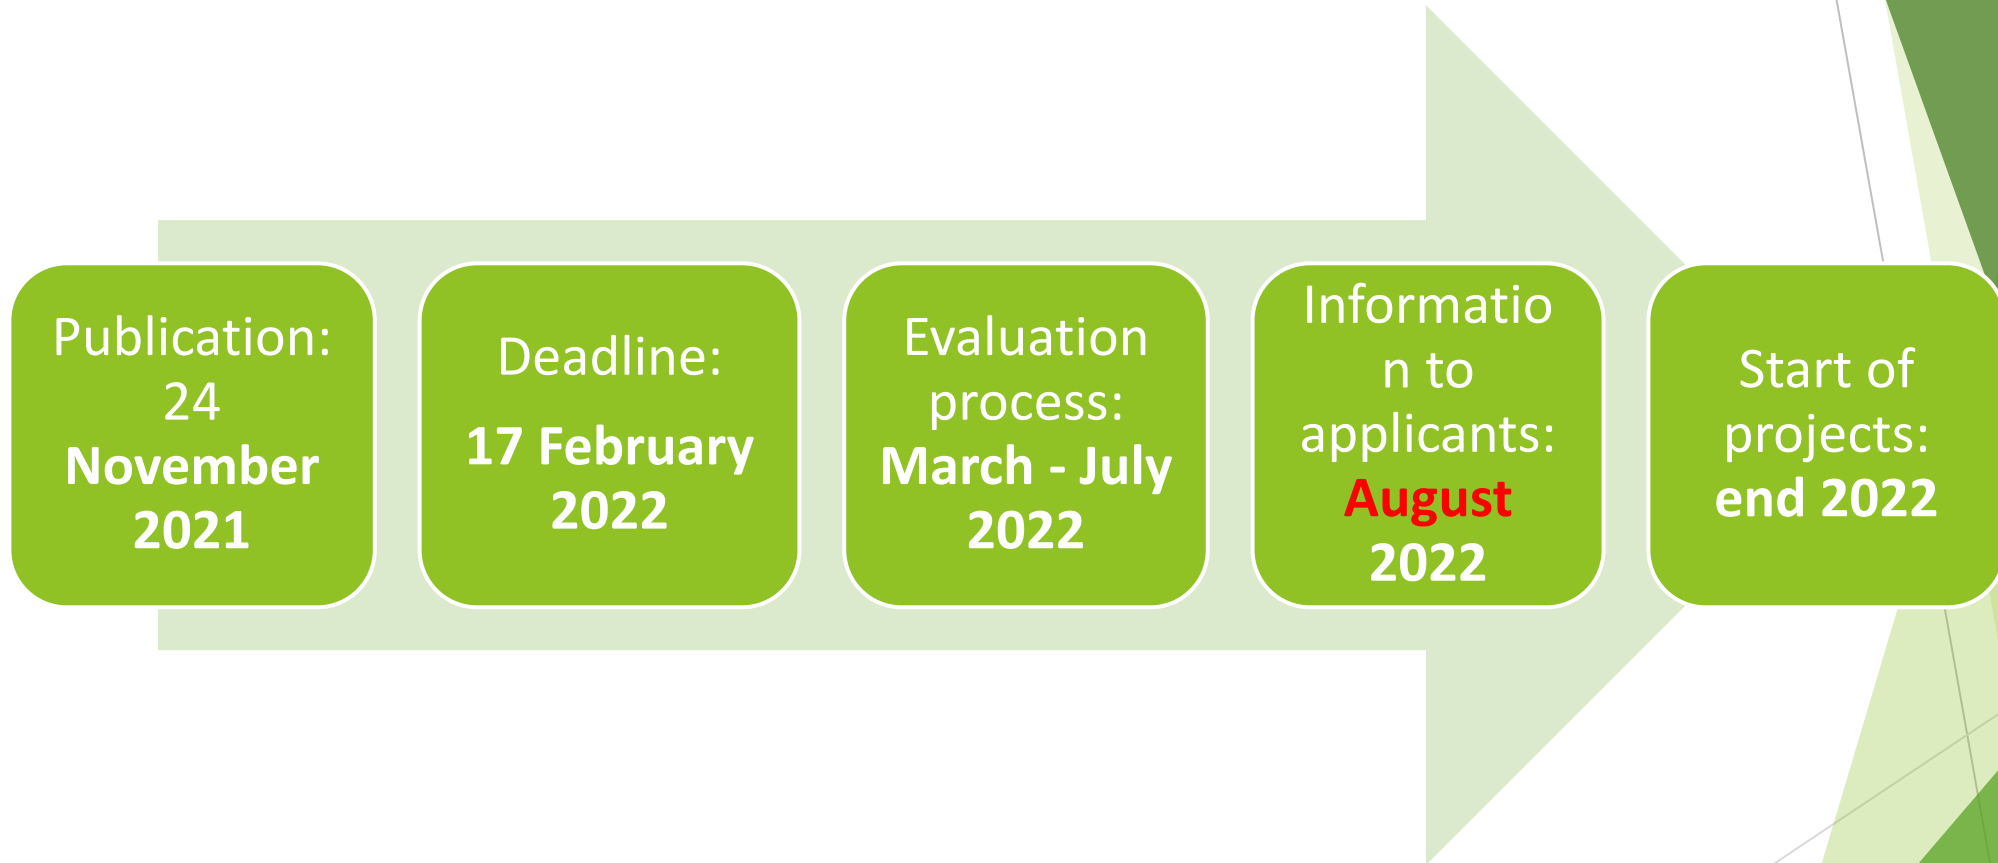 Publication:
24
November
2021
Deadline:
17 February
2022
Evaluation
process:
March - July
2022
Informatio
n to
applicants:
August
2022
Start of
projects:
end 2022